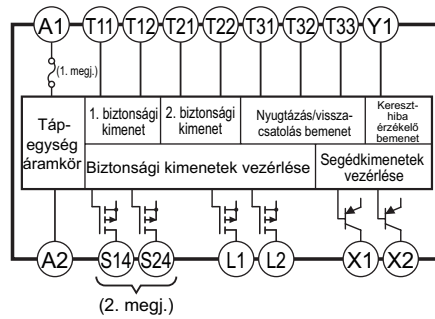 A1 T11 T12 T21 T22 T31 T32 T33 Y1
(1. megj.)
Táp-
egység
áramkör
1. biztonsági
kimenet
2. biztonsági
kimenet
Nyugtázás/vissza-
csatolás bemenet
Kereszt-
hiba
érzékelő
bemenet
Biztonsági kimenetek vezérlése
Segédkimenetek
vezérlése
A2 S14 S24 L1 L2 X1 X2
(2. megj.)